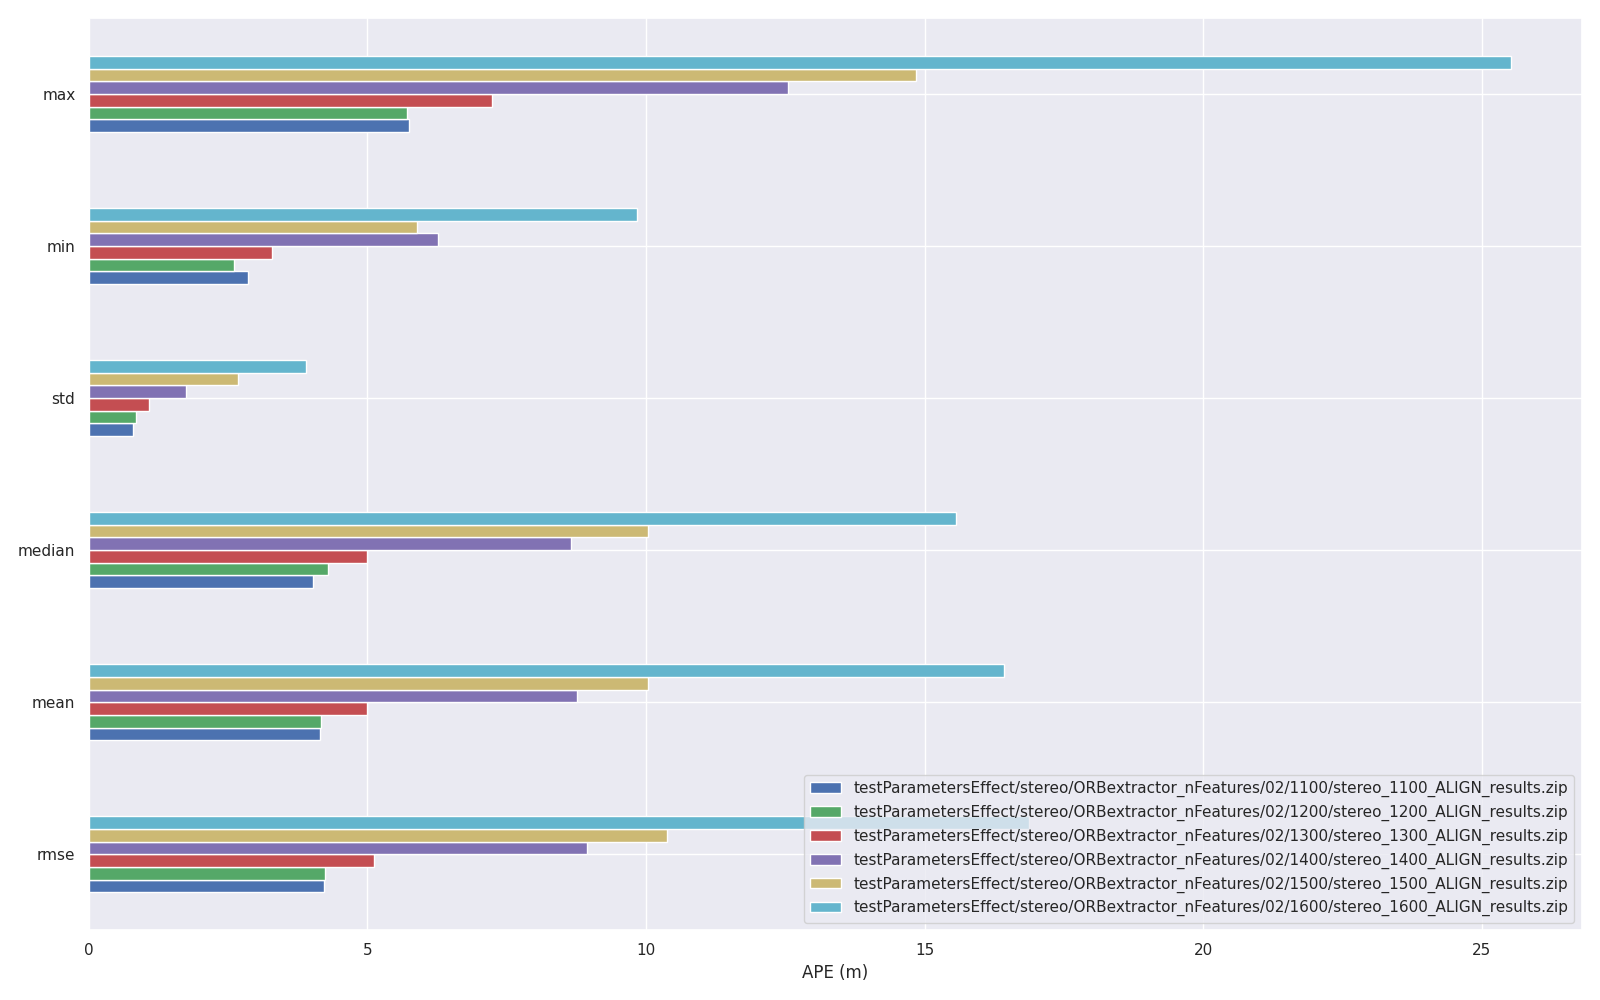 max
min
std
median
mean
rmse
testParametersEffect/stereo/ORBextractor_nFeatures/02/1100/stereo_1100_ALIGN_results.zip
testParametersEffect/stereo/ORBextractor_nFeatures/02/1200/stereo_1200_ALIGN_results.zip
testParametersEffect/stereo/ORBextractor_nFeatures/02/1300/stereo_1300_ALIGN_results.zip
testParametersEffect/stereo/ORBextractor_nFeatures/02/1400/stereo_1400_ALIGN_results.zip
testParametersEffect/stereo/ORBextractor_nFeatures/02/1500/stereo_1500_ALIGN_results.zip
testParametersEffect/stereo/ORBextractor_nFeatures/02/1600/stereo_1600_ALIGN_results.zip
0 5 10 15 20 25
APE (m)